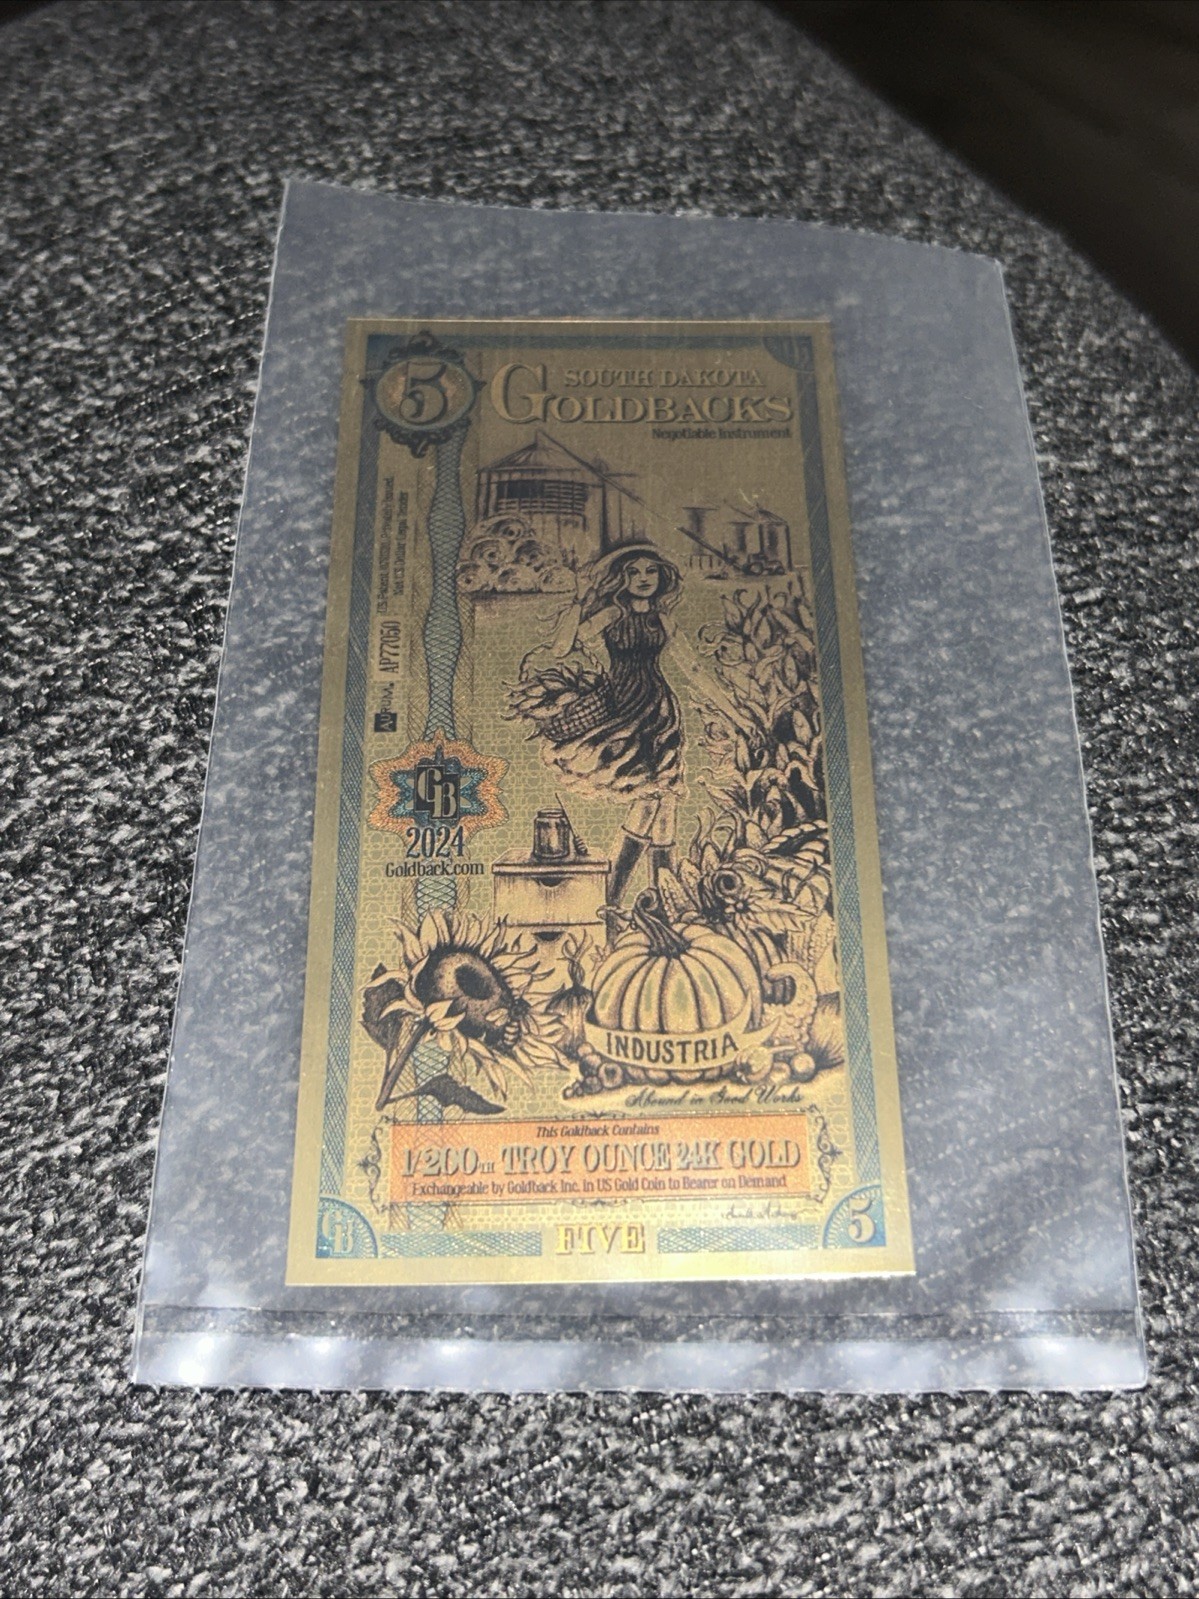 5
SOUTH DAKOTA
GOLDBACKS
Negotiable Instrument
AP77050
GB
2024
Goldback.com
INDUSTRIA
Abound in Good Works
This Goldback Contains
1/200TH TROY OUNCE 24K GOLD
Exchangeable by Goldback Inc. in US Gold Coin to Bearer on Demand
GB
FIVE
5